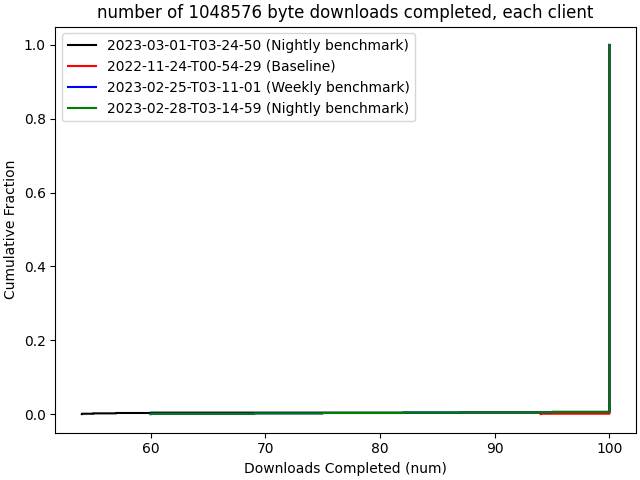 number of 1048576 byte downloads completed, each client
2023-03-01-T03-24-50 (Nightly benchmark)
2022-11-24-T00-54-29 (Baseline)
2023-02-25-T03-11-01 (Weekly benchmark)
2023-02-28-T03-14-59 (Nightly benchmark)
Cumulative Fraction
1.0
0.8
0.6
0.4
0.2
0.0
60 70 80 90 100
Downloads Completed (num)